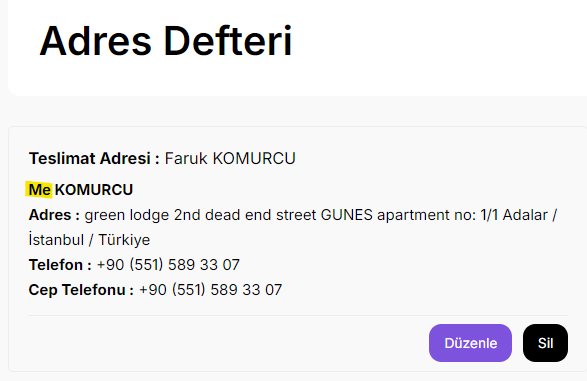 Adres Defteri
Teslimat Adresi : Faruk KOMURCU
Me KOMURCU
Adres : green lodge 2nd dead end street GUNES apartment no: 1/1 Adalar /
İstanbul / Türkiye
Telefon : +90 (551) 589 33 07
Cep Telefonu : +90 (551) 589 33 07
Düzenle Sil